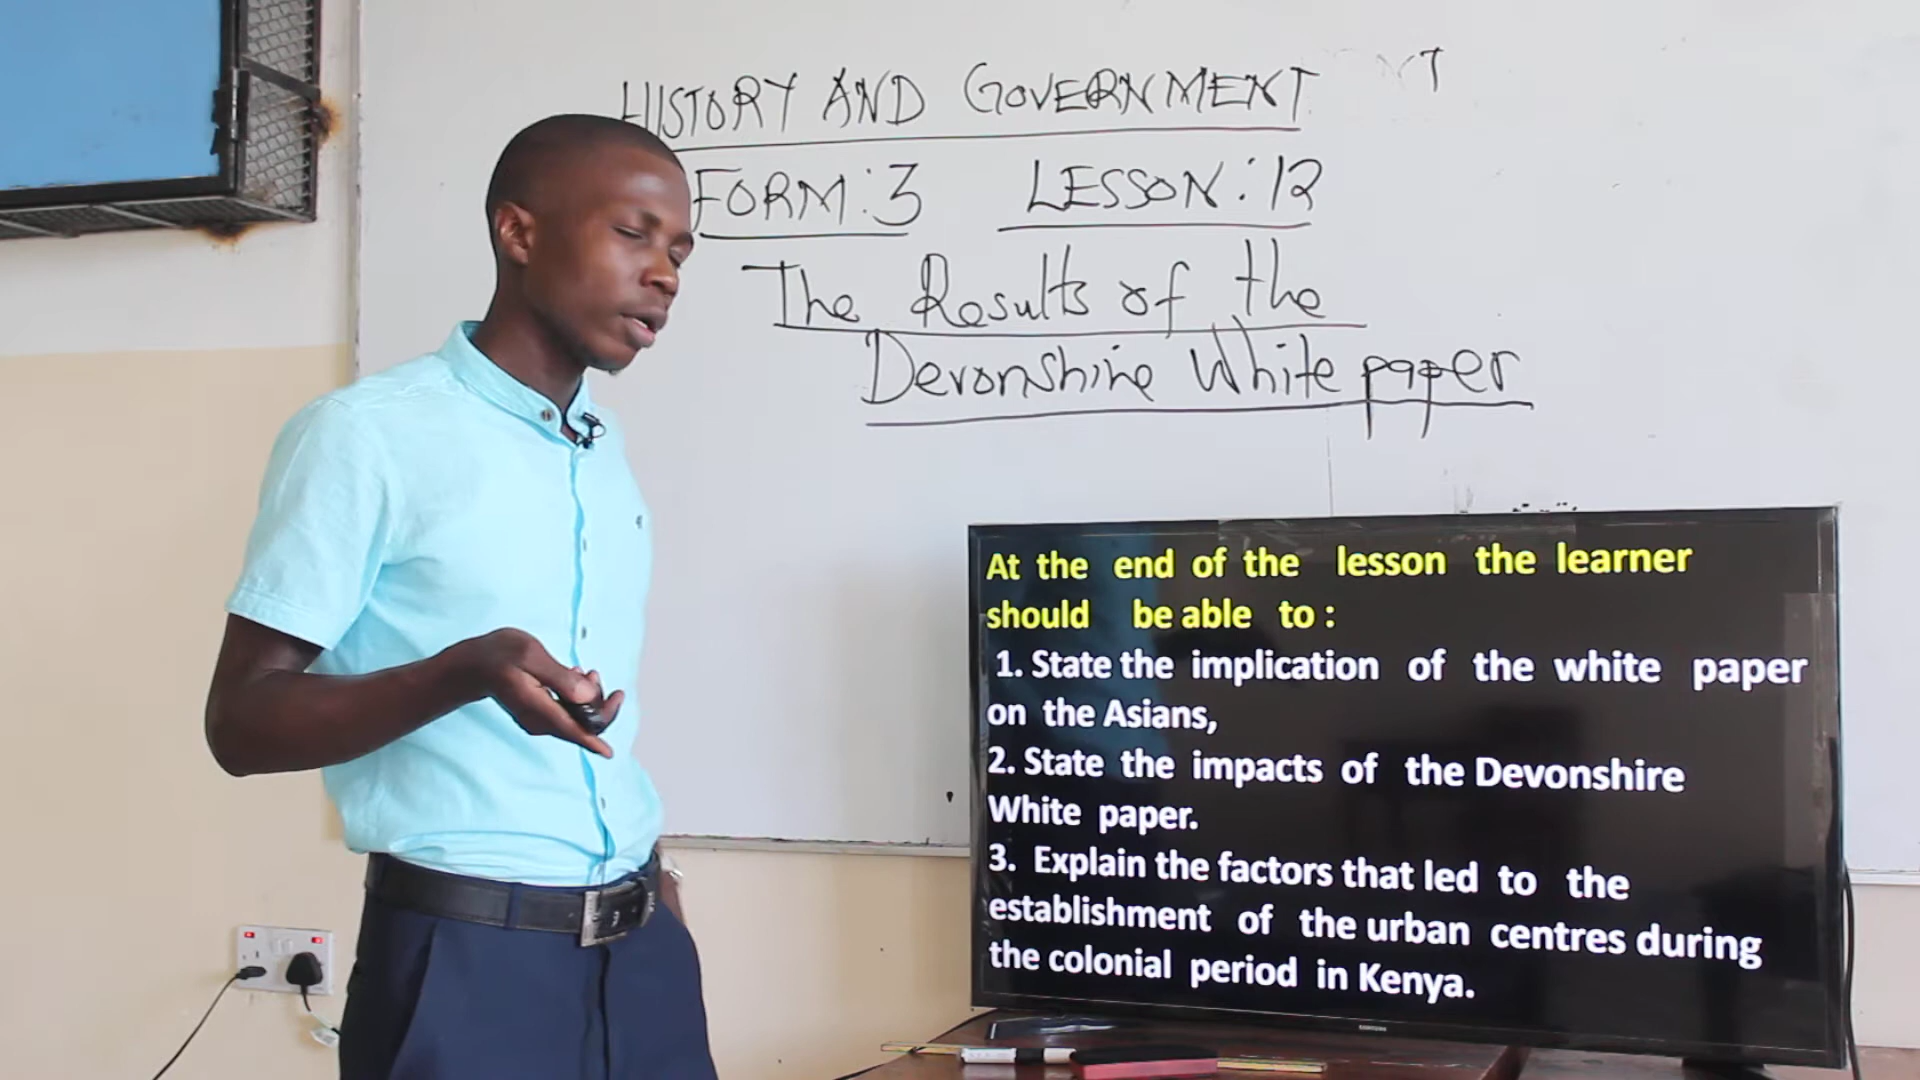 HISTORY AND GOVERNMENT
FORM: 3 LESSON: 12
The Results of the
Devonshire White paper
At the end of the lesson the learner
should be able to :
1. State the implication of the white paper
on the Asians,
2. State the impacts of the Devonshire
White paper.
3. Explain the factors that led to the
establishment of the urban centres during
the colonial period in Kenya.
SAMSUNG